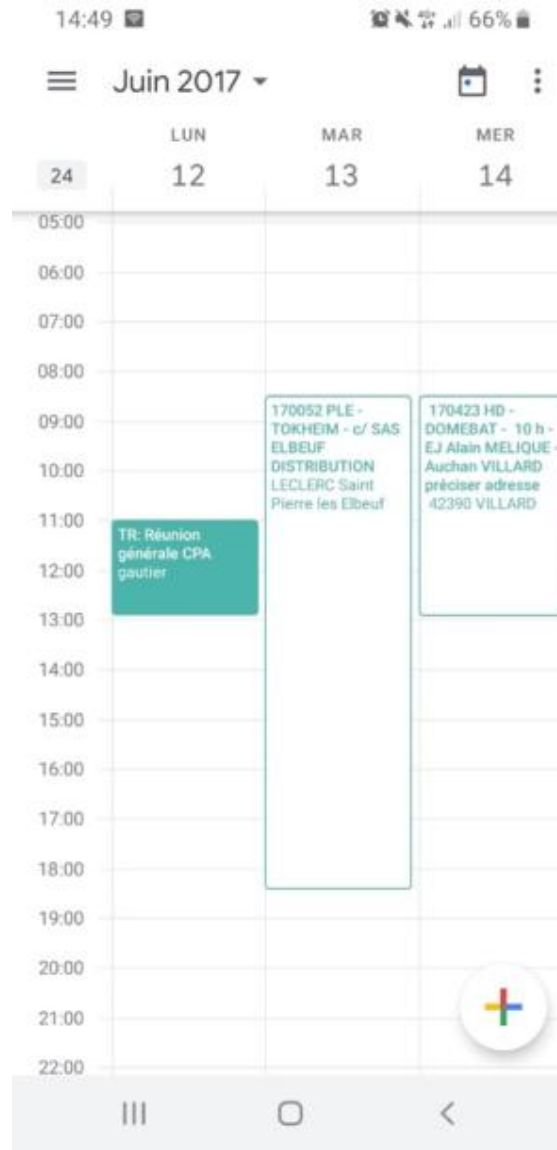 14:49
66%
Juin 2017
LUN
MAR
MER
24
12
13
14
05:00
06:00
07:00
08:00
09:00
10:00
11:00
12:00
13:00
14:00
15:00
16:00
17:00
18:00
19:00
20:00
21:00
22:00
TR: Réunion
générale CPA
gautier
170052 PLE -
TOKHEIM - c/ SAS
ELBEUF
DISTRIBUTION
LECLERC Saint
Pierre les Elbeuf
170423 HD -
DOMEBAT - 10 h -
EJ Alain MELIQUE -
Auchan VILLARD
préciser adresse
42390 VILLARD